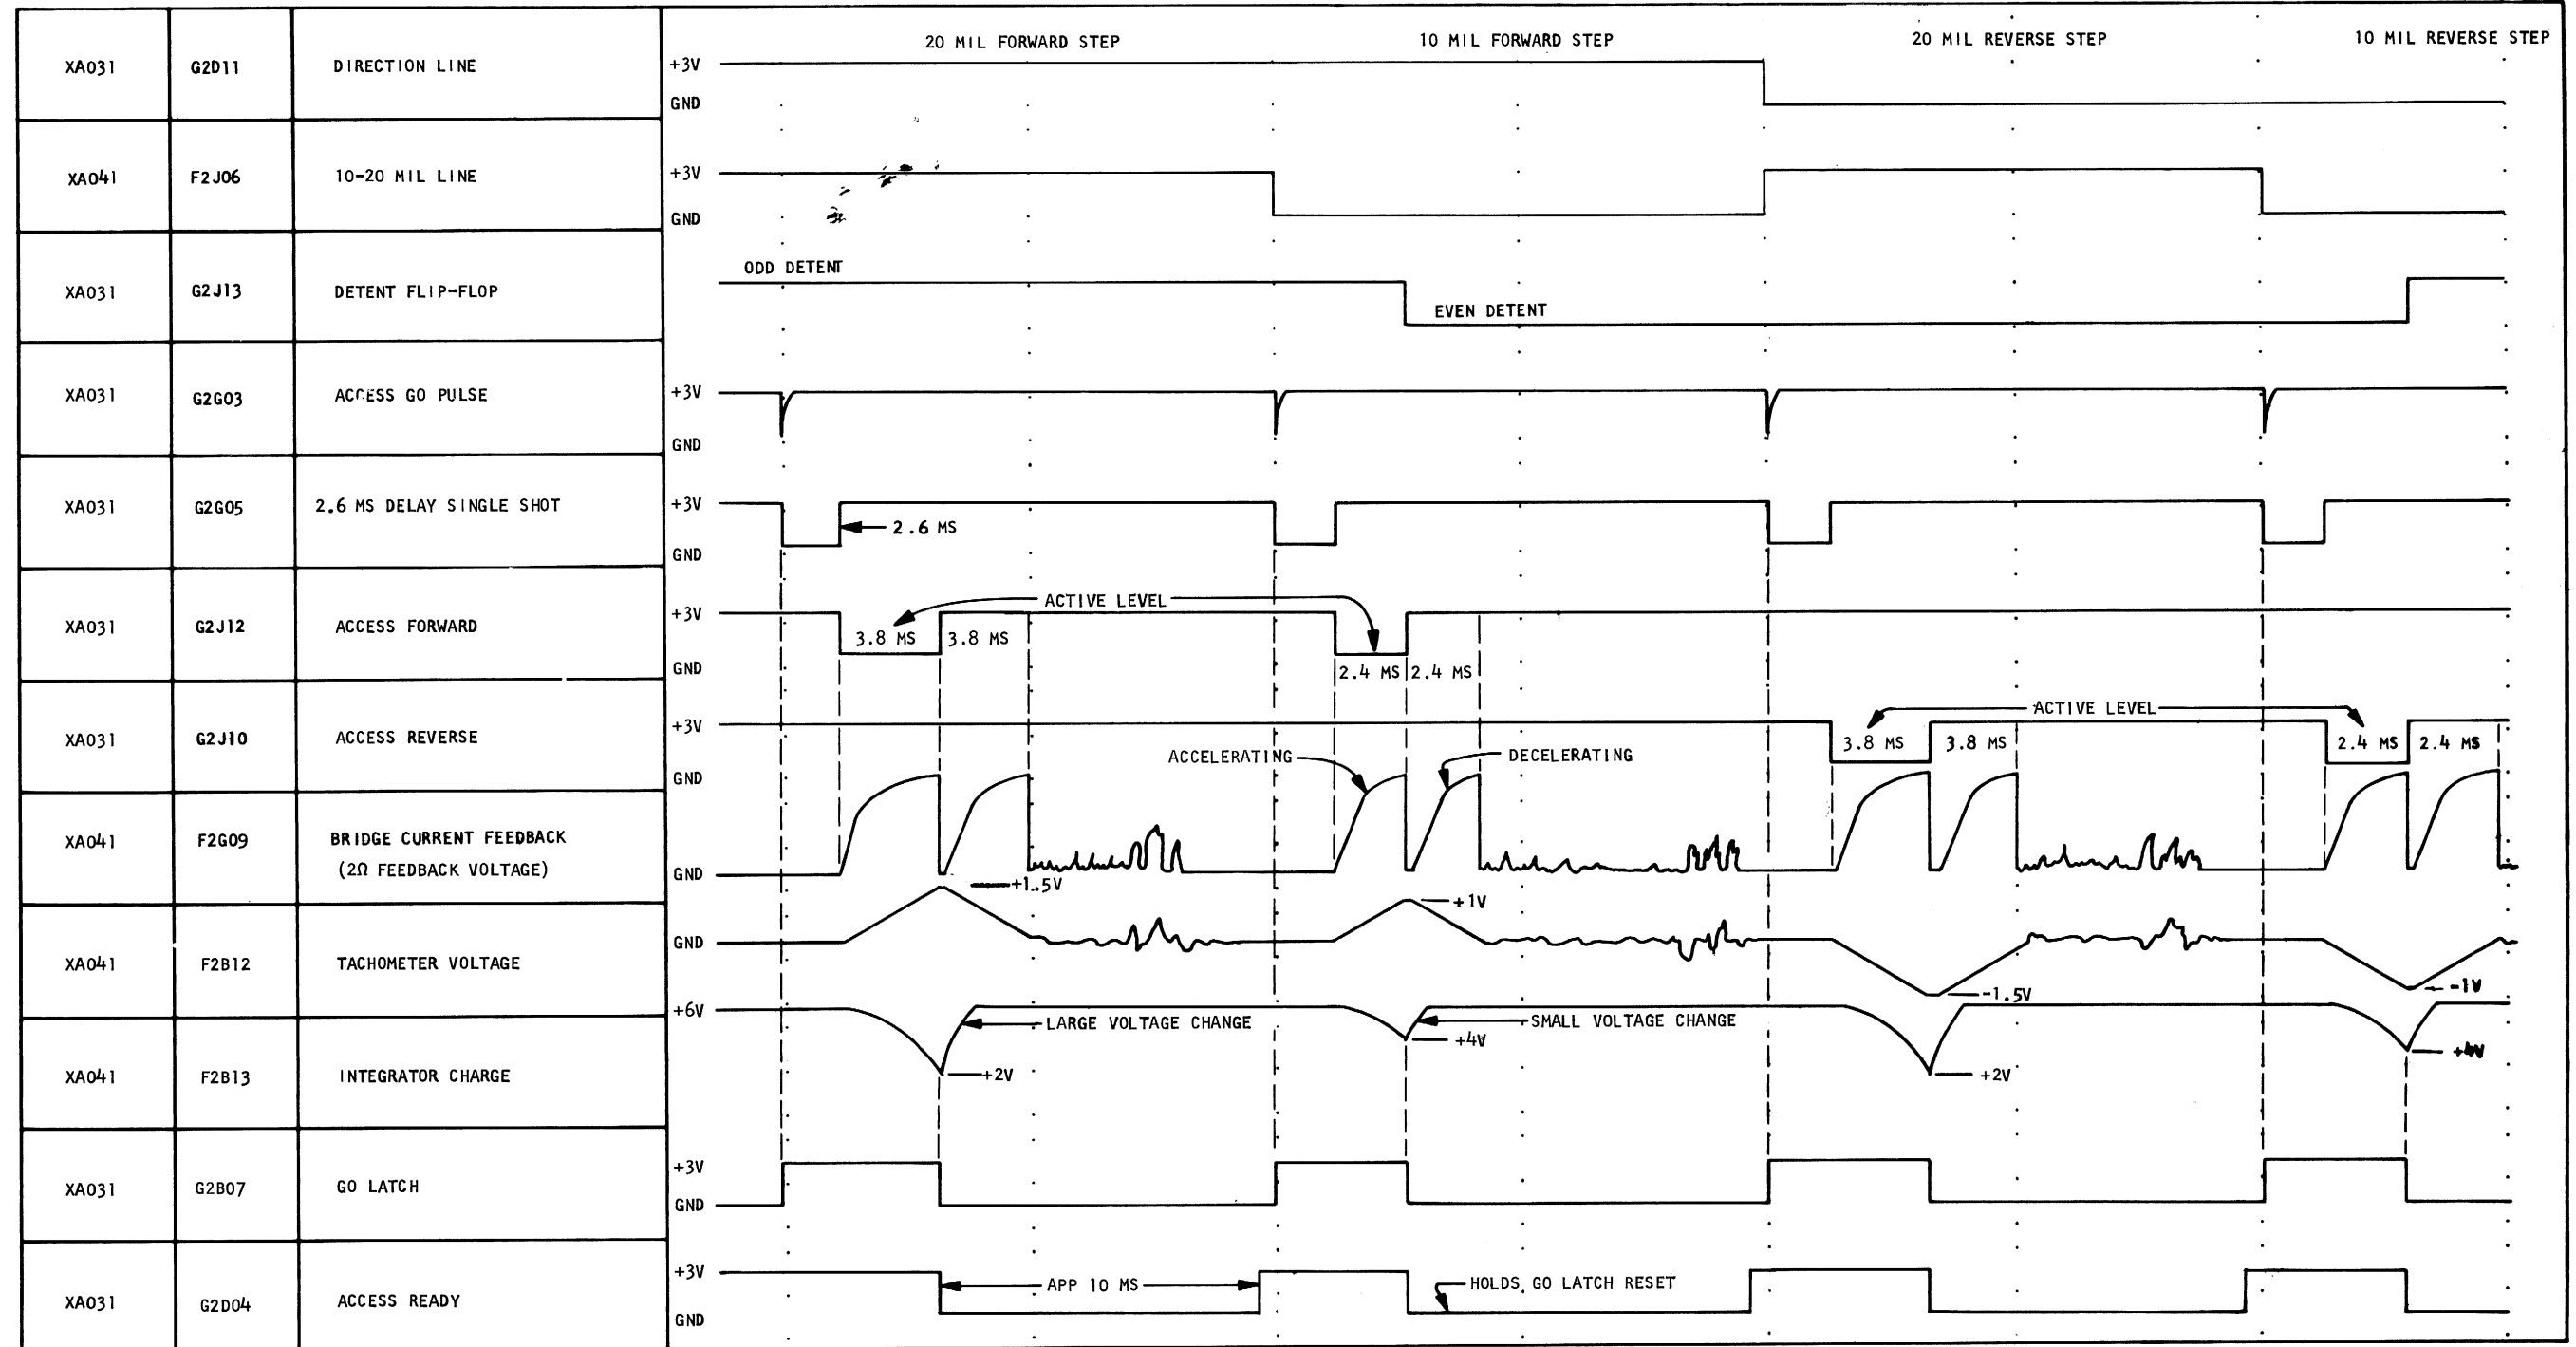 20 MIL FORWARD STEP 10 MIL FORWARD STEP 20 MIL REVERSE STEP 10 MIL REVERSE STEP
XA031 G2D11 DIRECTION LINE +3V
GND
XA041 F2J06 10-20 MIL LINE +3V
GND
ODD DETENT
XA031 G2J13 DETENT FLIP-FLOP
EVEN DETENT
XA031 G2G03 ACCESS GO PULSE +3V
GND
XA031 G2G05 2.6 MS DELAY SINGLE SHOT +3V
2.6 MS
GND
ACTIVE LEVEL
XA031 G2J12 ACCESS FORWARD +3V
3.8 MS 3.8 MS
GND
2.4 MS 2.4 MS
ACTIVE LEVEL
XA031 G2J10 ACCESS REVERSE +3V
3.8 MS 3.8 MS 2.4 MS 2.4 MS
ACCELERATING DECELERATING
GND
XA041 F2G09 BRIDGE CURRENT FEEDBACK
(2Ω FEEDBACK VOLTAGE)
GND
+1.5V
+1V
XA041 F2B12 TACHOMETER VOLTAGE GND
-1.5V
-1V
+6V
LARGE VOLTAGE CHANGE SMALL VOLTAGE CHANGE
+4V
+4V
XA041 F2B13 INTEGRATOR CHARGE
+2V
+2V
XA031 G2B07 GO LATCH +3V
GND
XA031 G2D04 ACCESS READY +3V
APP 10 MS HOLDS GO LATCH RESET
GND